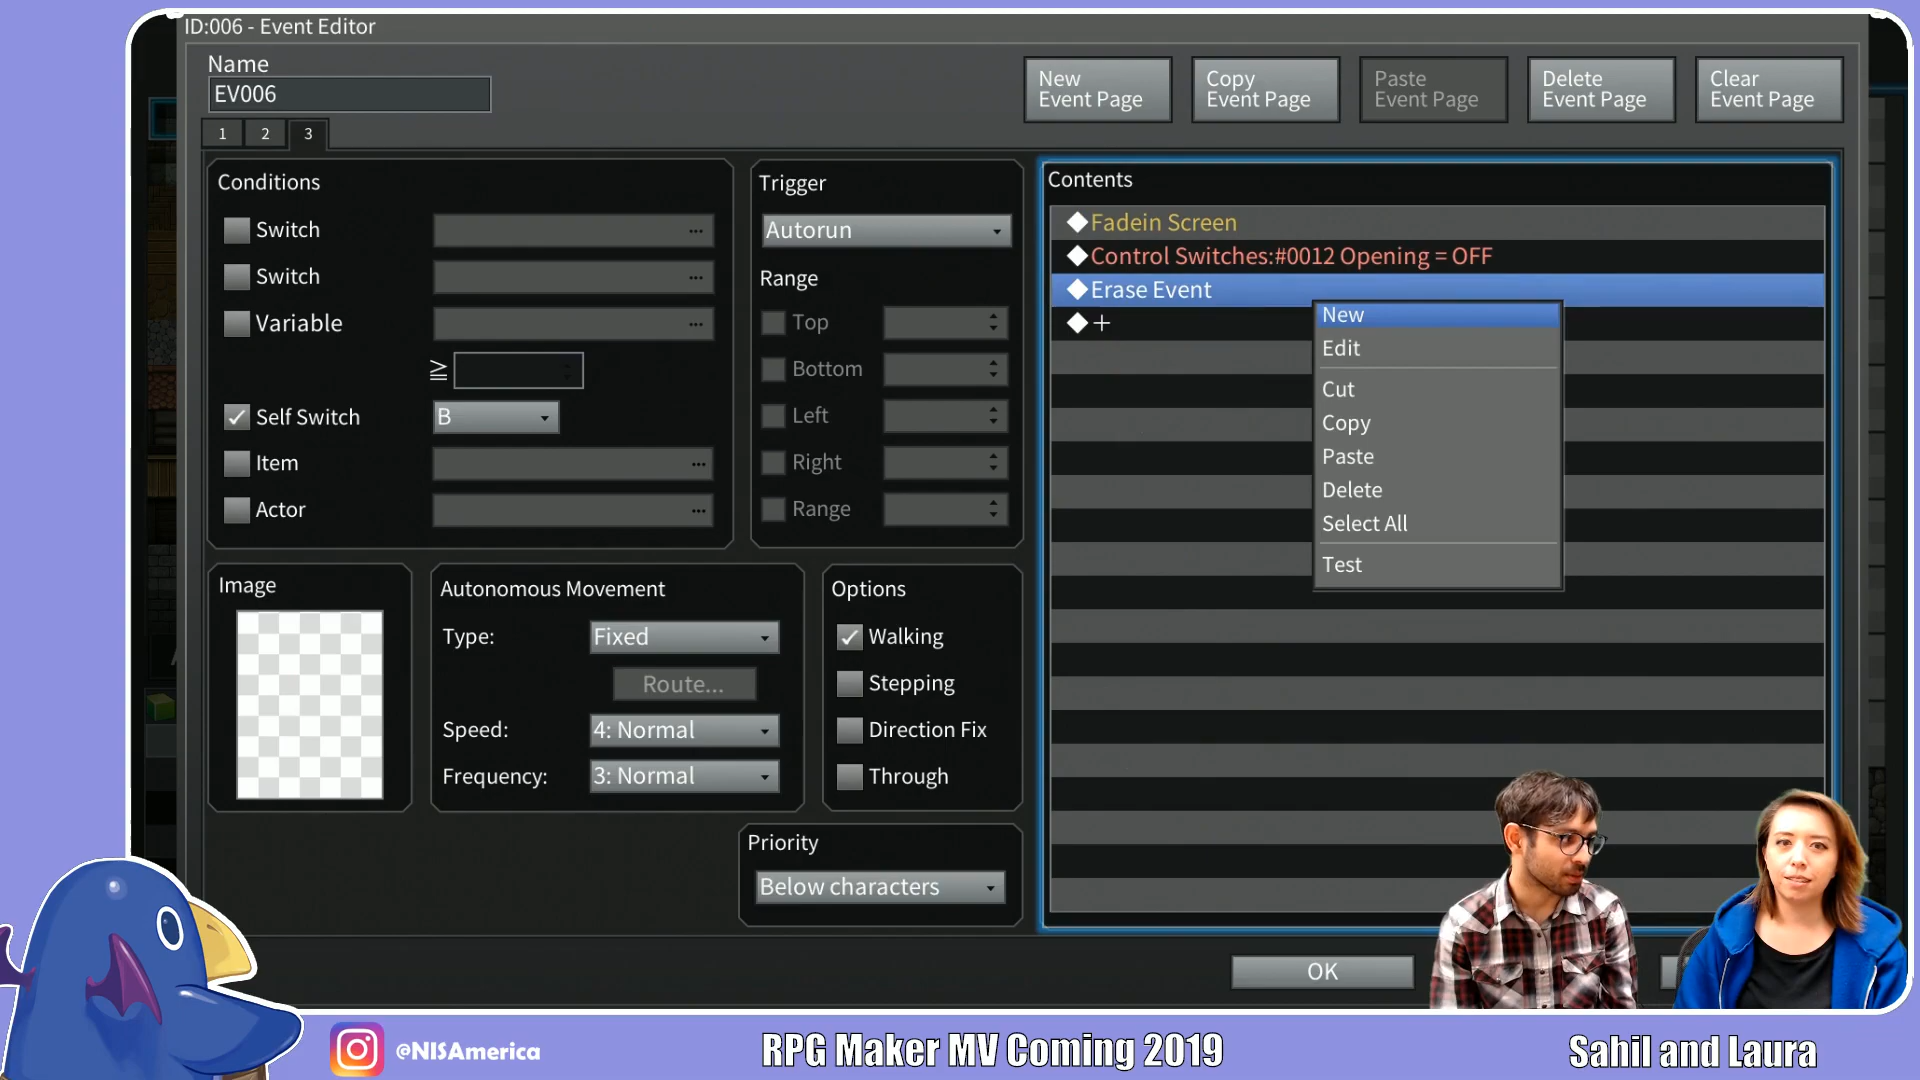 ID:006 - Event Editor
Name
EV006
New
Event Page
Copy
Event Page
Paste
Event Page
Delete
Event Page
Clear
Event Page
1 2 3
Conditions
Switch ...
Switch ...
Variable ...
≧
Self Switch B
Item ...
Actor ...
Trigger
Autorun
Range
Top
Bottom
Left
Right
Range
Contents
◆Fadein Screen
◆Control Switches:#0012 Opening = OFF
◆Erase Event
◆+
New
Edit
Cut
Copy
Paste
Delete
Select All
Test
Image
Autonomous Movement
Type: Fixed
Route...
Speed: 4: Normal
Frequency: 3: Normal
Options
Walking
Stepping
Direction Fix
Through
Priority
Below characters
OK
@NISAmerica
RPG Maker MV Coming 2019
Sahil and Laura